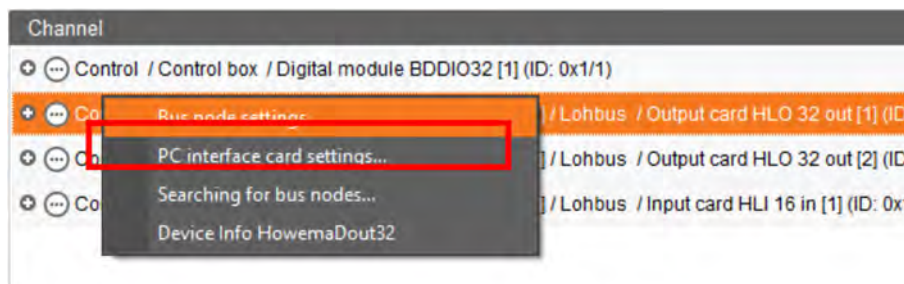 Channel
Control / Control box / Digital module BDDIO32 [1] (ID: 0x1/1)
Co ] / Lohbus / Output card HLO 32 out [1] (ID
Bus node settings...
Co ] / Lohbus / Output card HLO 32 out [2] (ID
PC interface card settings...
Co ] / Lohbus / Input card HLI 16 in [1] (ID: 0x
Searching for bus nodes...
Device Info HowemaDout32